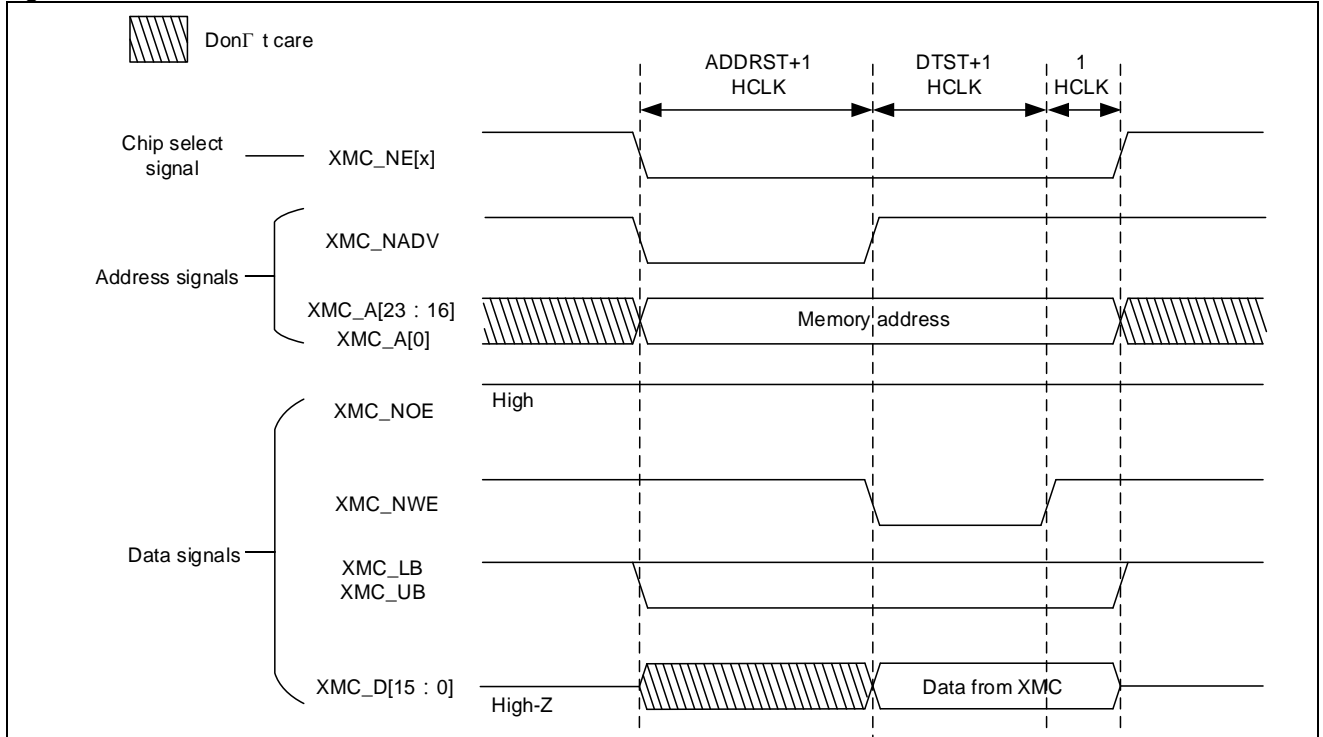 DonΓ t care
ADDRST+1
HCLK
DTST+1
HCLK
1
HCLK
Chip select
signal
XMC_NE[x]
XMC_NADV
Address signals
XMC_A[23 : 16]
XMC_A[0]
Memory address
High
XMC_NOE
XMC_NWE
Data signals
XMC_LB
XMC_UB
XMC_D[15 : 0]
High-Z
Data from XMC